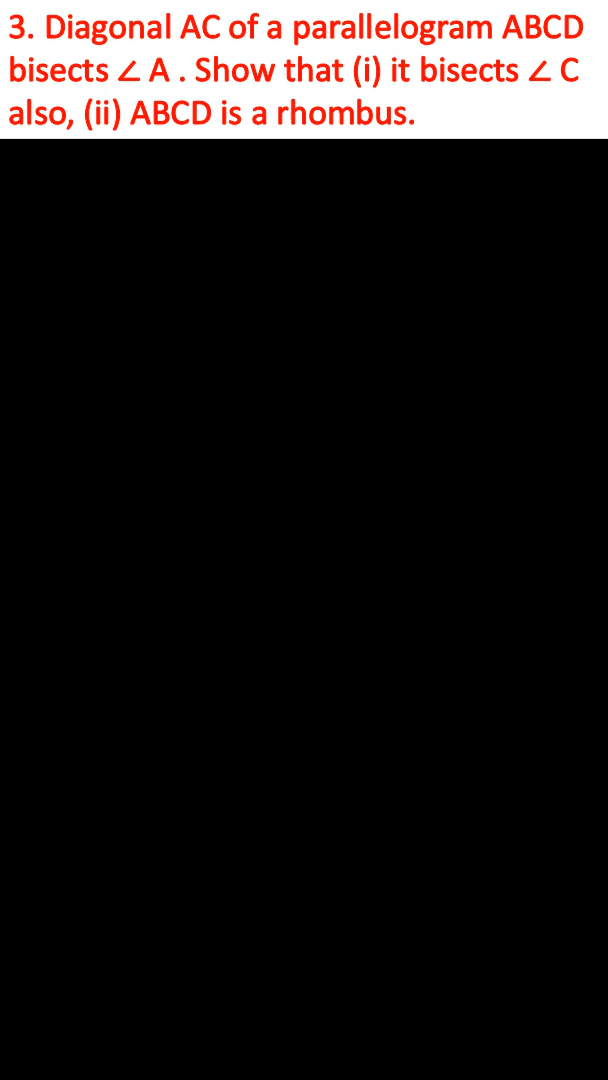 3. Diagonal AC of a parallelogram ABCD
bisects ∠ A . Show that (i) it bisects ∠ C
also, (ii) ABCD is a rhombus.